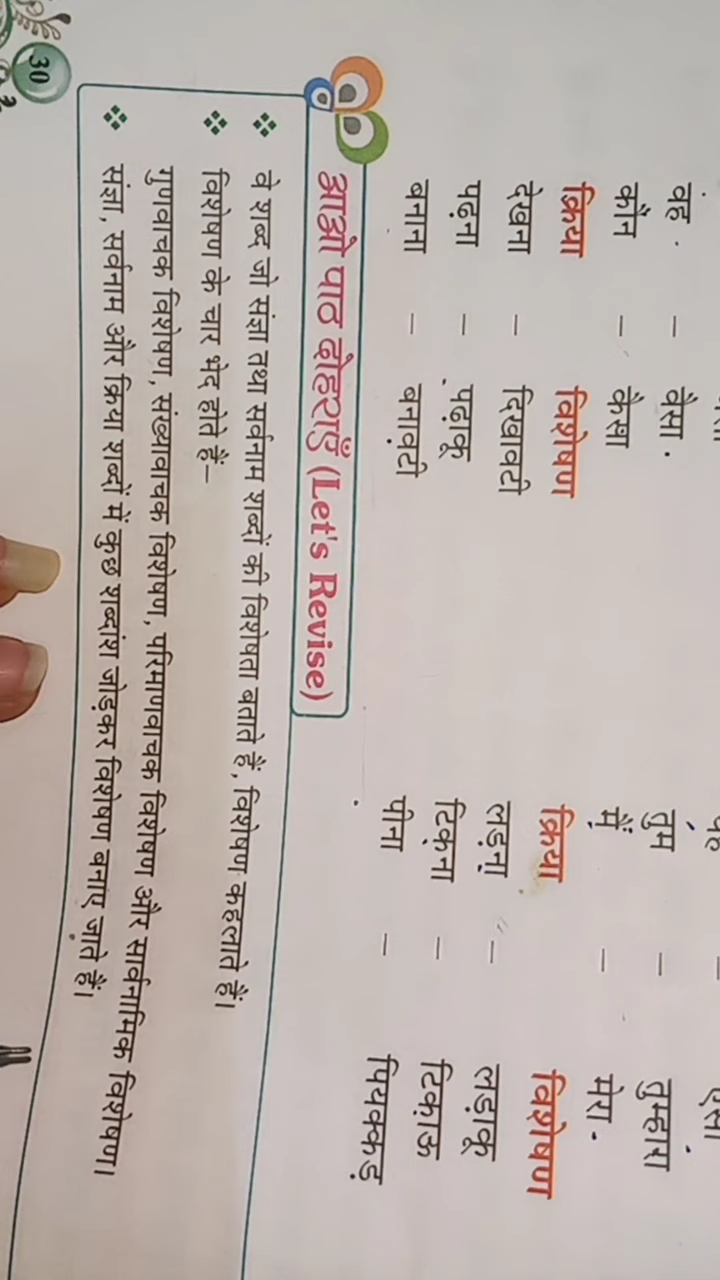 वह - वैसा तुम - तुम्हारा
कौन - कैसा मैं - मेरा
क्रिया विशेषण क्रिया विशेषण
देखना - दिखावटी लड़ना - लड़ाकू
पढ़ना - पढ़ाकू टिकना - टिकाऊ
बनाना - बनावटी पीना - पियक्कड़
आओ पाठ दोहराएँ (Let's Revise)
❖ वे शब्द जो संज्ञा तथा सर्वनाम शब्दों की विशेषता बताते हैं, विशेषण कहलाते हैं।
❖ विशेषण के चार भेद होते हैं–
गुणवाचक विशेषण, संख्यावाचक विशेषण, परिमाणवाचक विशेषण और सार्वनामिक विशेषण।
❖ संज्ञा, सर्वनाम और क्रिया शब्दों में कुछ शब्दांश जोड़कर विशेषण बनाए जाते हैं।
30